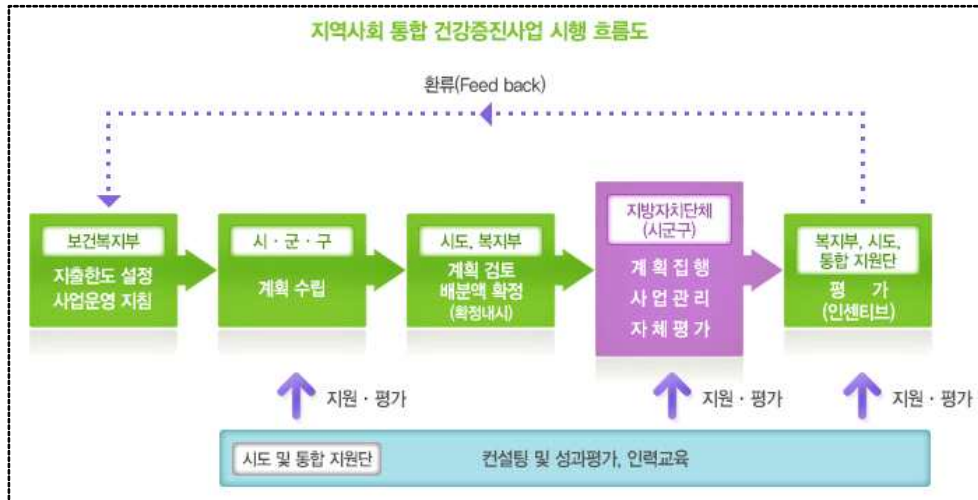 지역사회 통합 건강증진사업 시행 흐름도
환류(Feed back)
보건복지부
지출한도 설정
사업운영 지침
시 · 군 · 구
계획 수립
시도, 복지부
계획 검토
배분액 확정
(확정내시)
지방자치단체
(시군구)
계획집행
사업관리
자체평가
복지부, 시도,
통합 지원단
평 가
(인센티브)
지원 · 평가
지원 · 평가
지원 · 평가
시도 및 통합 지원단
컨설팅 및 성과평가, 인력교육